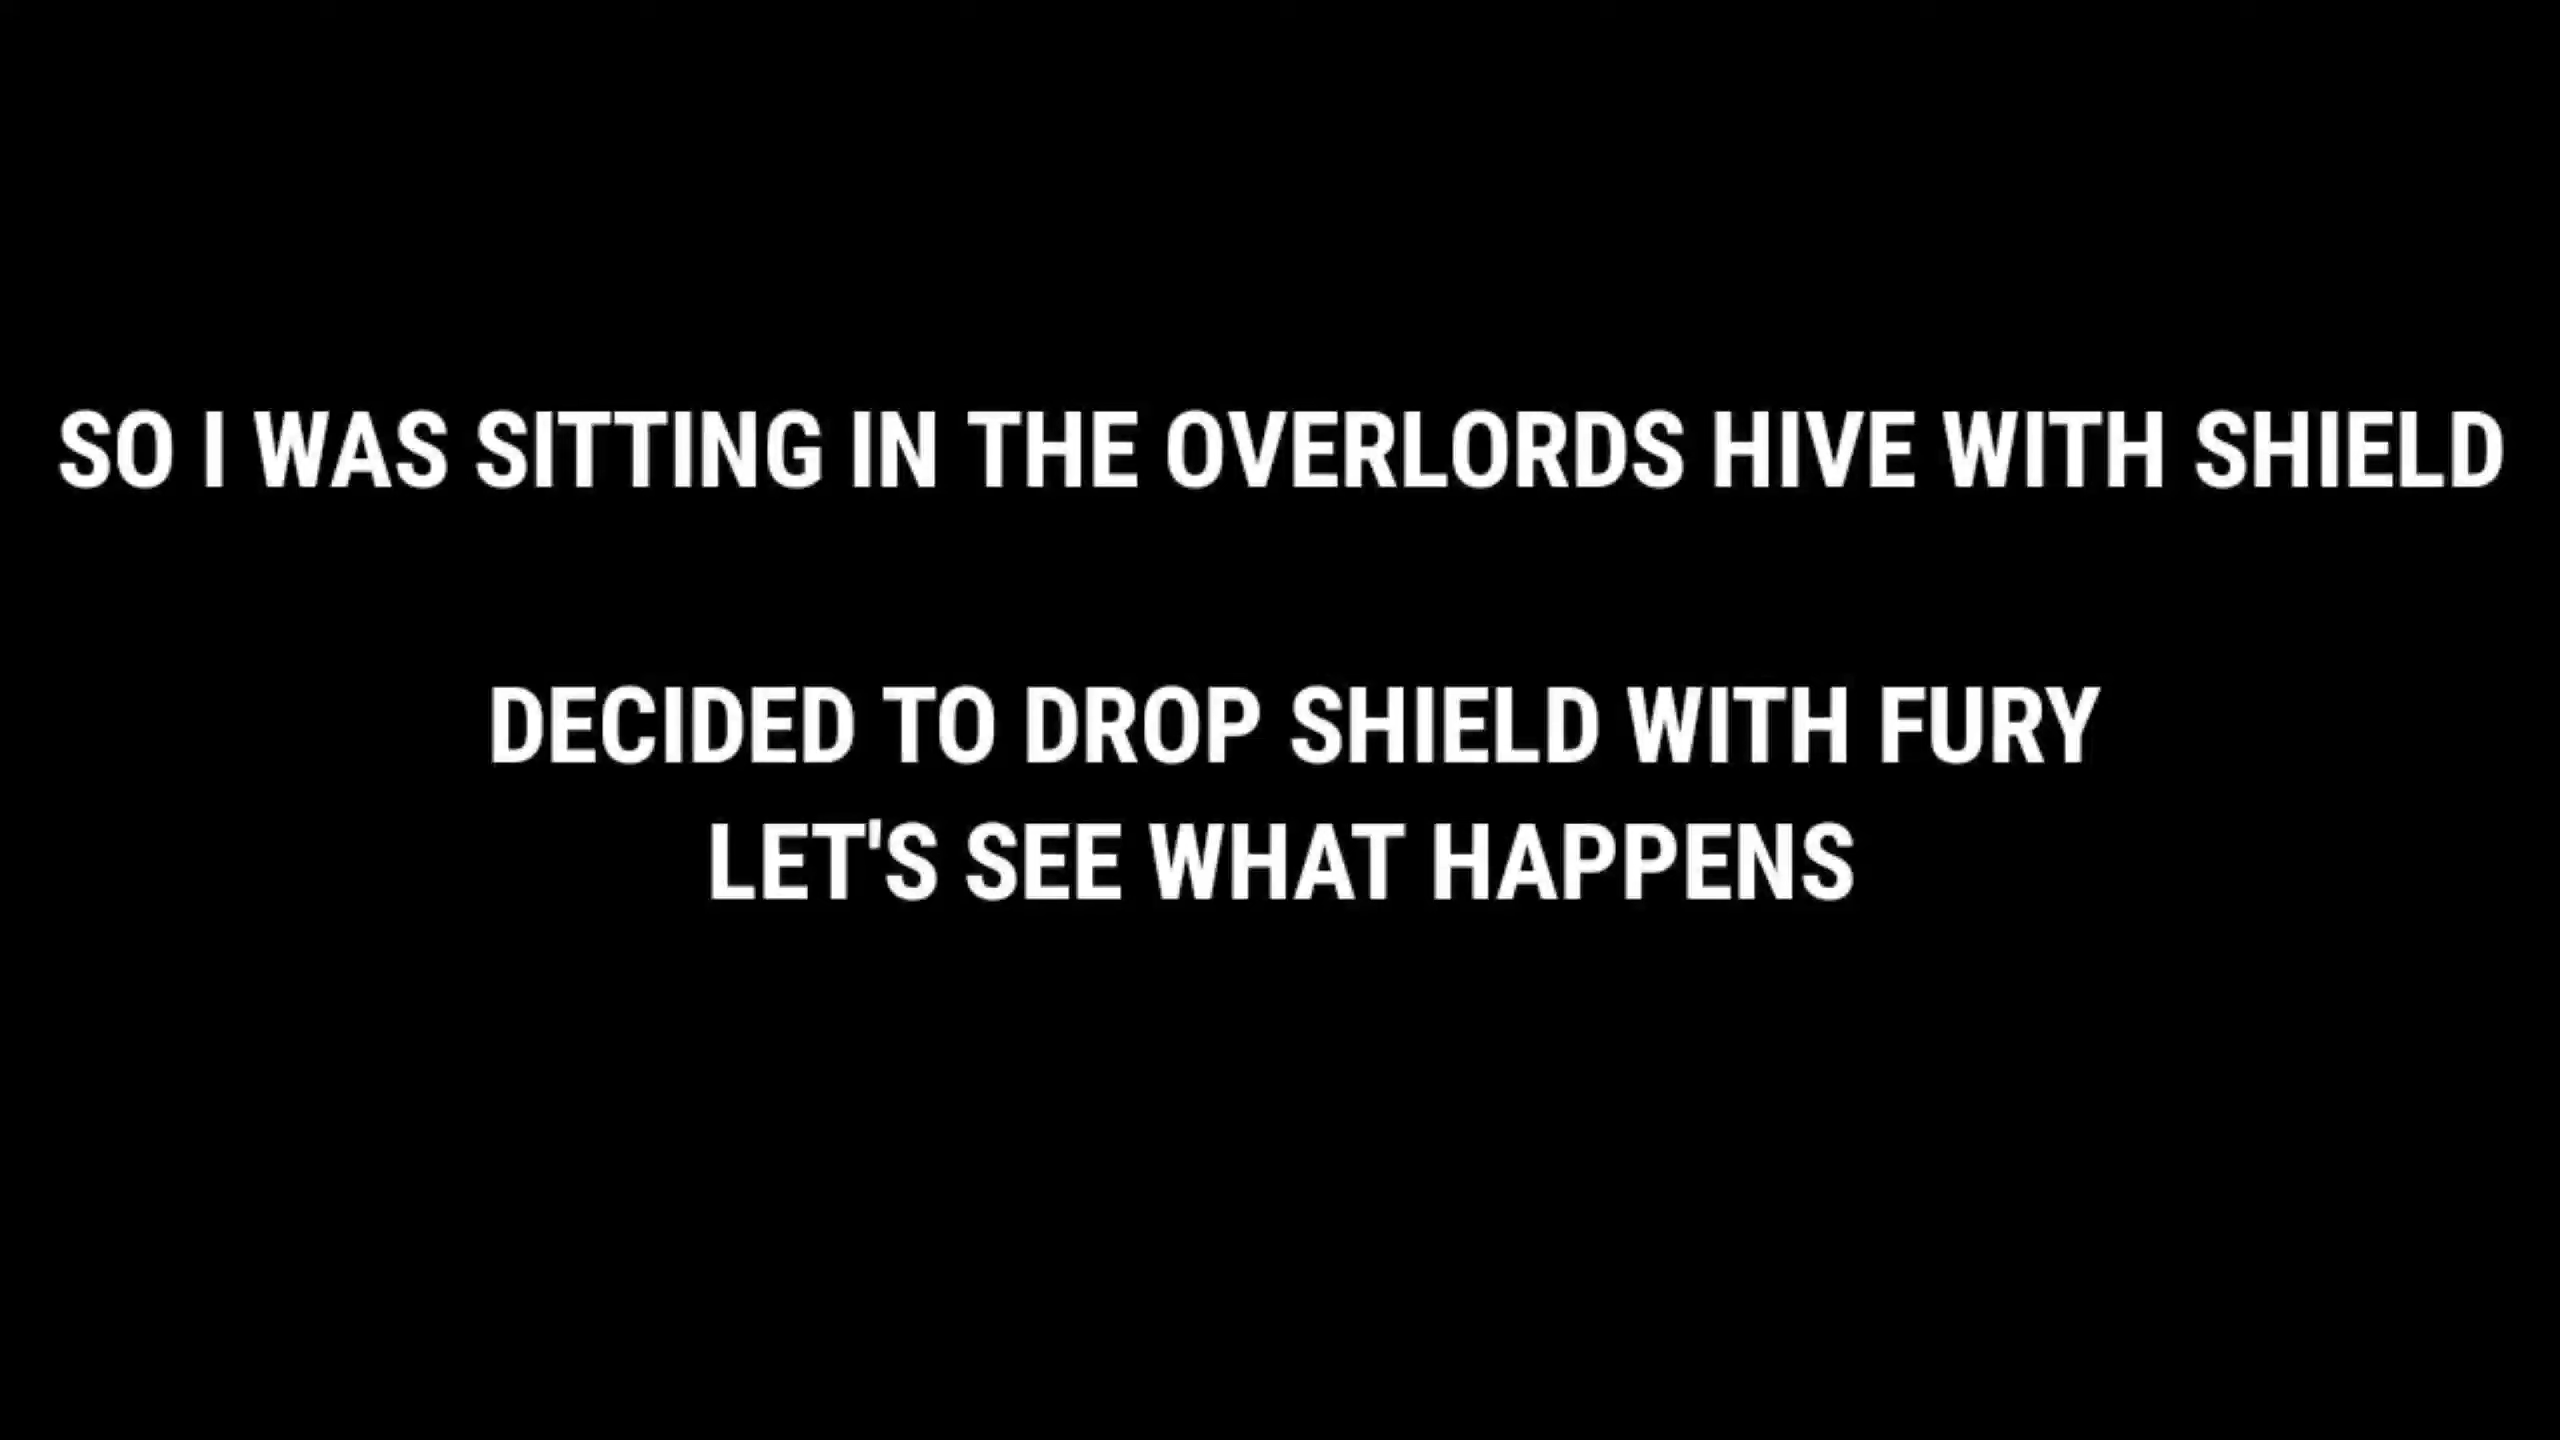 SO I WAS SITTING IN THE OVERLORDS HIVE WITH SHIELD
DECIDED TO DROP SHIELD WITH FURY
LET'S SEE WHAT HAPPENS